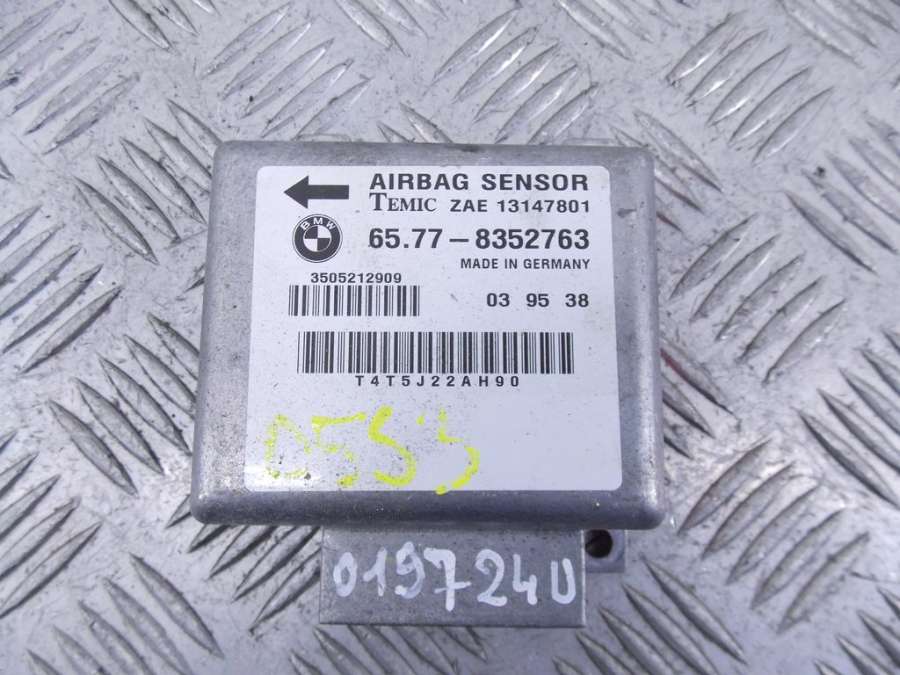 AIRBAG SENSOR
TEMIC ZAE 13147801
BMW
65.77-8352763
MADE IN GERMANY
3505212909
03 95 38
T4T5J22AH90
0197240